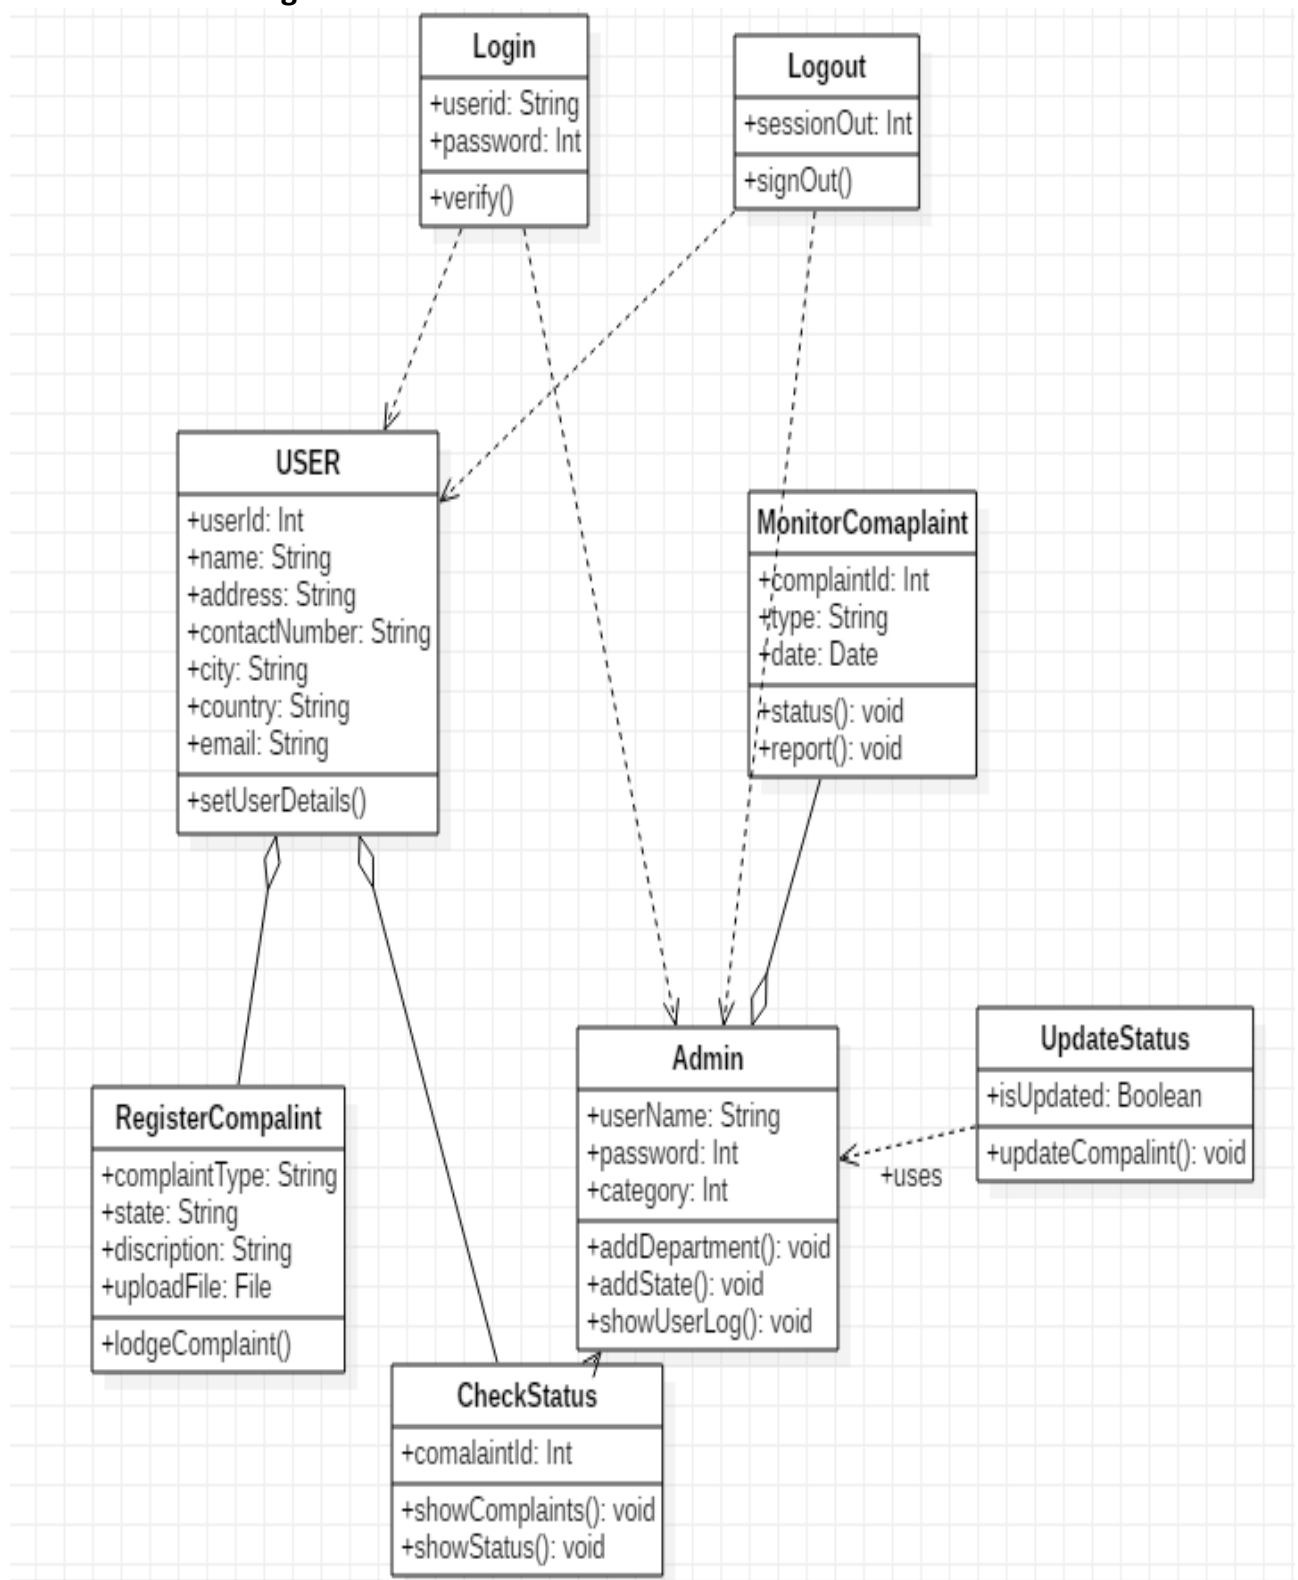 Login
+userid: String
+password: Int
+verify()
Logout
+sessionOut: Int
+signOut()
USER
+userId: Int
+name: String
+address: String
+contactNumber: String
+city: String
+country: String
+email: String
+setUserDetails()
MonitorComaplaint
+complaintId: Int
+type: String
+date: Date
+status(): void
+report(): void
RegisterCompalint
+complaintType: String
+state: String
+discription: String
+uploadFile: File
+lodgeComplaint()
Admin
+userName: String
+password: Int
+category: Int
+addDepartment(): void
+addState(): void
+showUserLog(): void
UpdateStatus
+isUpdated: Boolean
+updateCompalint(): void
+uses
CheckStatus
+comalaintId: Int
+showComplaints(): void
+showStatus(): void